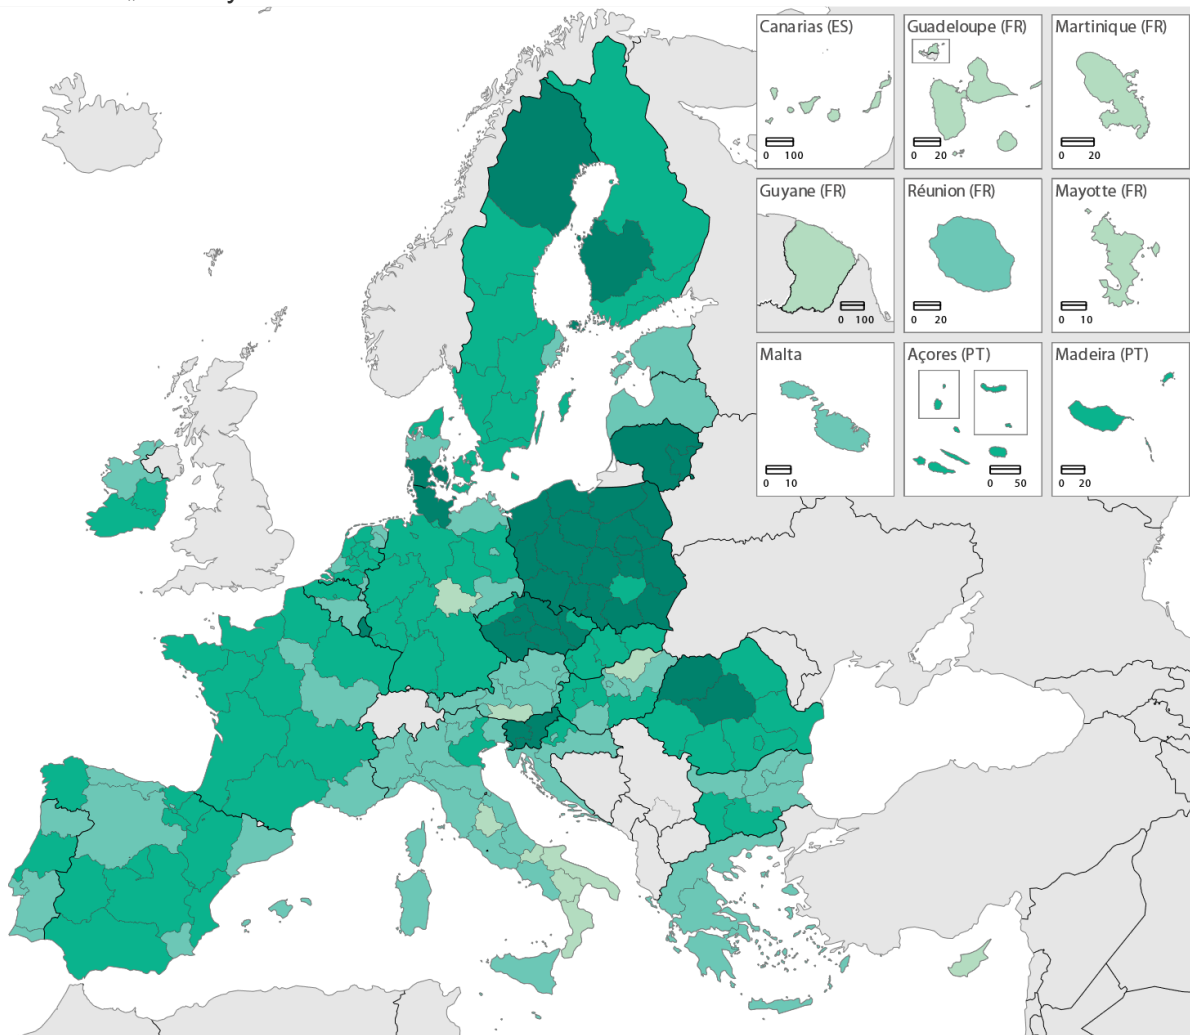 Canarias (ES)
0 100
Guadeloupe (FR)
0 20
Martinique (FR)
0 20
Guyane (FR)
0 100
Réunion (FR)
0 20
Mayotte (FR)
0 10
Malta
0 10
Açores (PT)
0 50
Madeira (PT)
0 20